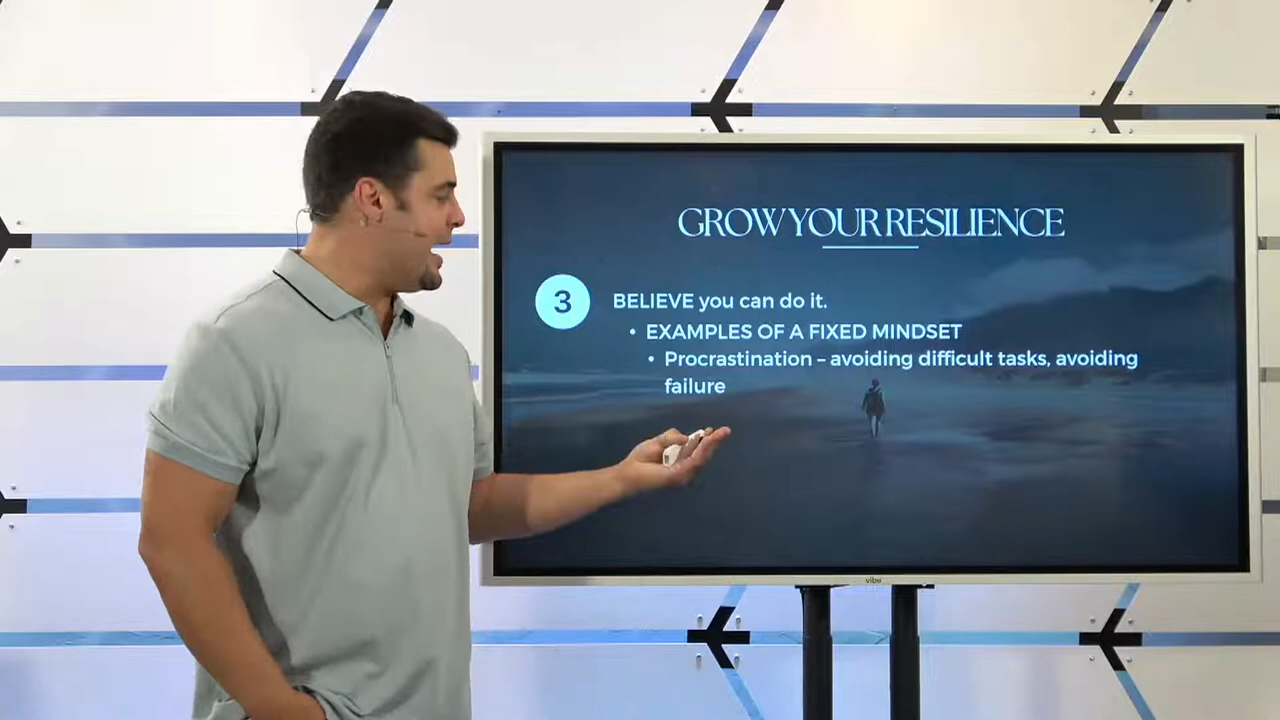 GROW YOUR RESILIENCE
3 BELIEVE you can do it.
• EXAMPLES OF A FIXED MINDSET
• Procrastination – avoiding difficult tasks, avoiding
failure
vibe